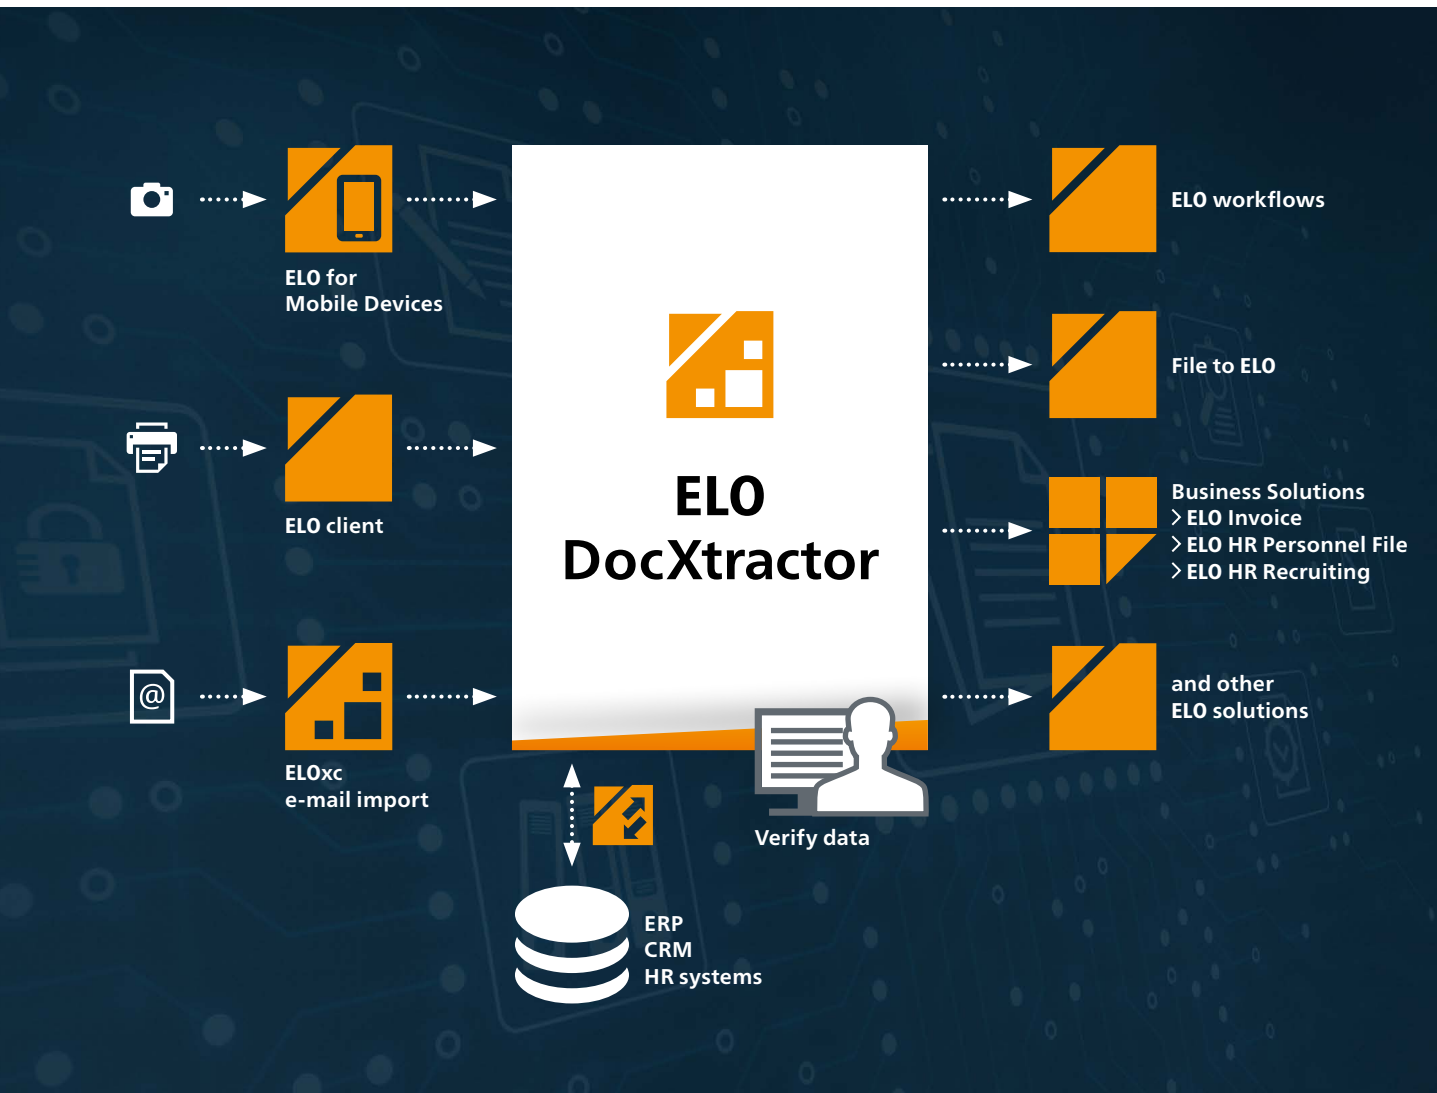 ELO for
Mobile Devices
ELO client
@
ELOxc
e-mail import
ELO
DocXtractor
Verify data
ERP
CRM
HR systems
ELO workflows
File to ELO
Business Solutions
> ELO Invoice
> ELO HR Personnel File
> ELO HR Recruiting
and other
ELO solutions